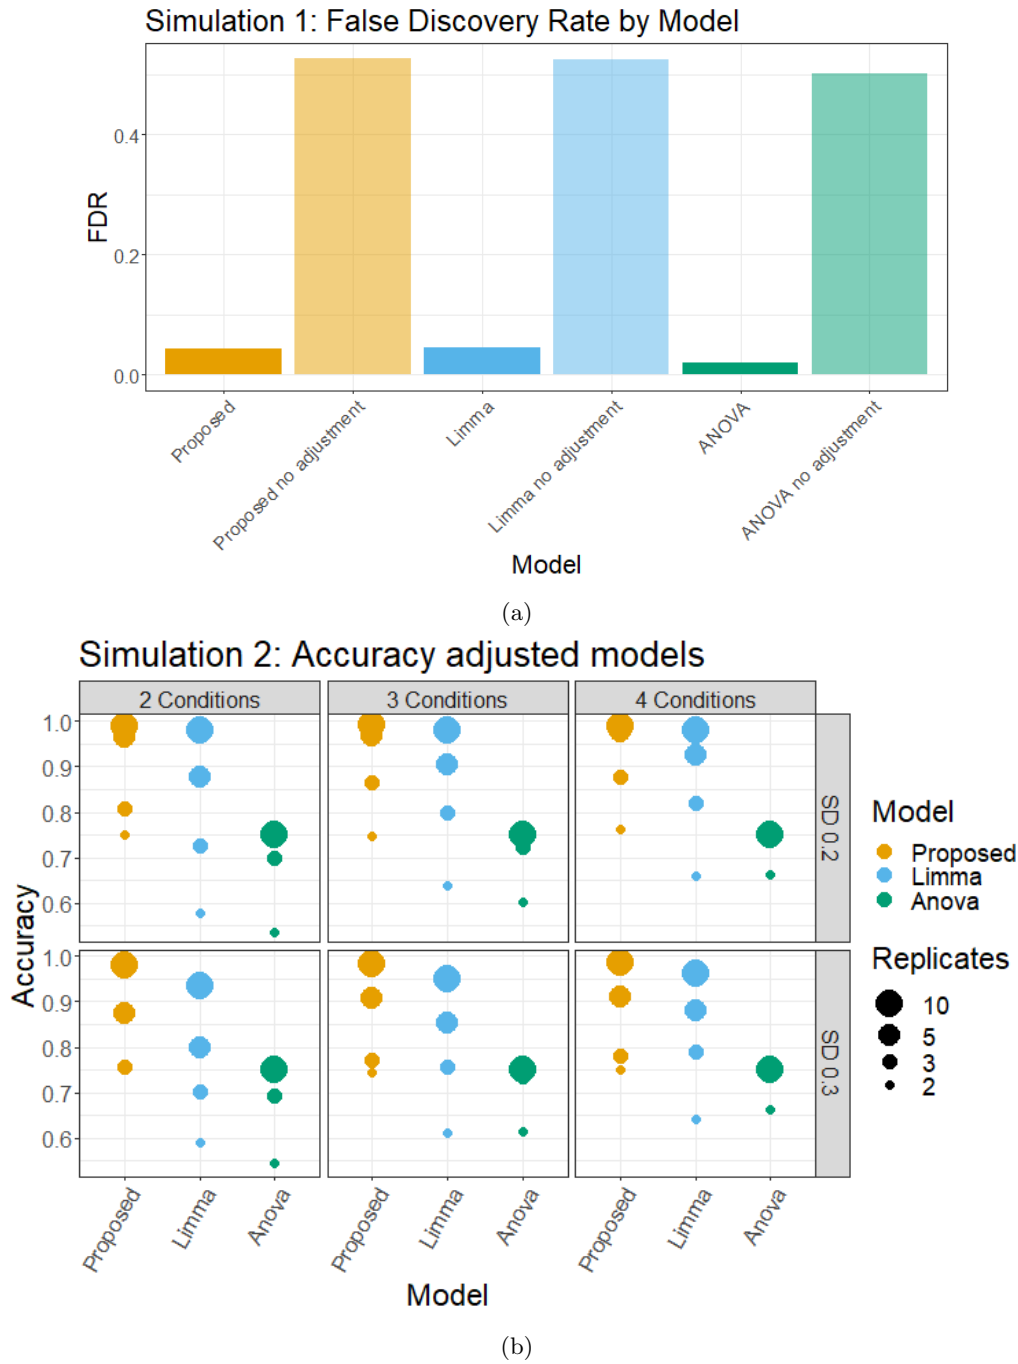 Simulation 1: False Discovery Rate by Model
FDR
0.4
0.2
0.0
Proposed
Proposed no adjustment
Limma
Limma no adjustment
ANOVA
ANOVA no adjustment
Model
(a)
Simulation 2: Accuracy adjusted models
2 Conditions
3 Conditions
4 Conditions
Accuracy
1.0
0.9
0.8
0.7
0.6
SD 0.2
1.0
0.9
0.8
0.7
0.6
SD 0.3
Proposed
Limma
Anova
Proposed
Limma
Anova
Proposed
Limma
Anova
Model
Model
Proposed
Limma
Anova
Replicates
10
5
3
2
(b)